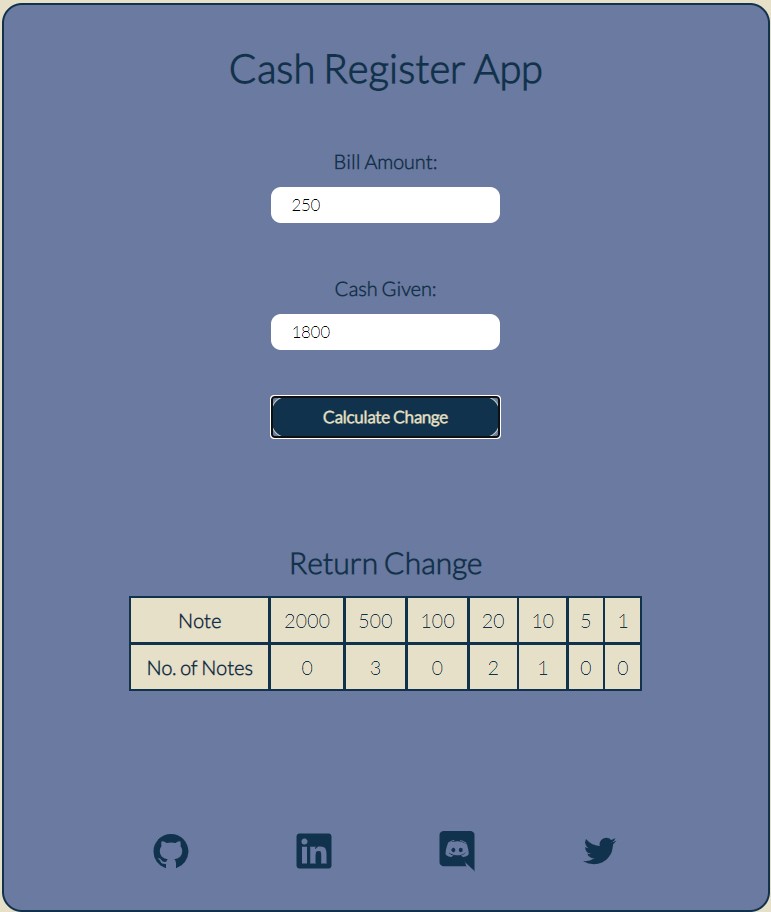 Cash Register App
Bill Amount:
250
Cash Given:
1800
Calculate Change
Return Change
Note 2000 500 100 20 10 5 1
No. of Notes 0 3 0 2 1 0 0
in